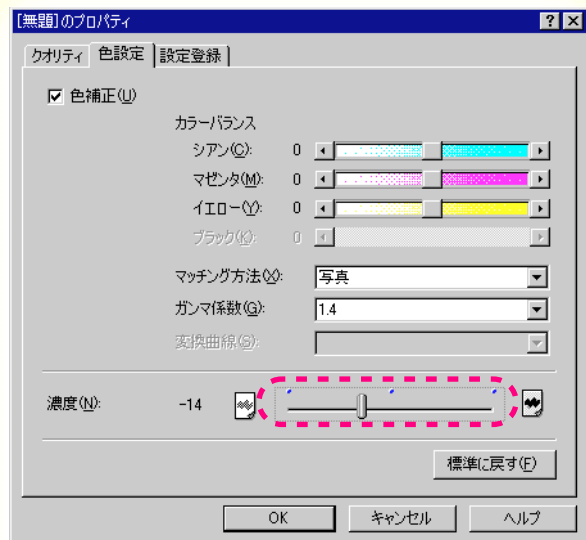 [無題]のプロパティ
クオリティ 色設定 設定登録
色補正(U)
カラーバランス
シアン(C): 0
マゼンタ(M): 0
イエロー(Y): 0
ブラック(K): 0
マッチング方法(X): 写真
ガンマ係数(G): 1.4
変換曲線(S):
濃度(N): -14
標準に戻す(F)
OK キャンセル ヘルプ